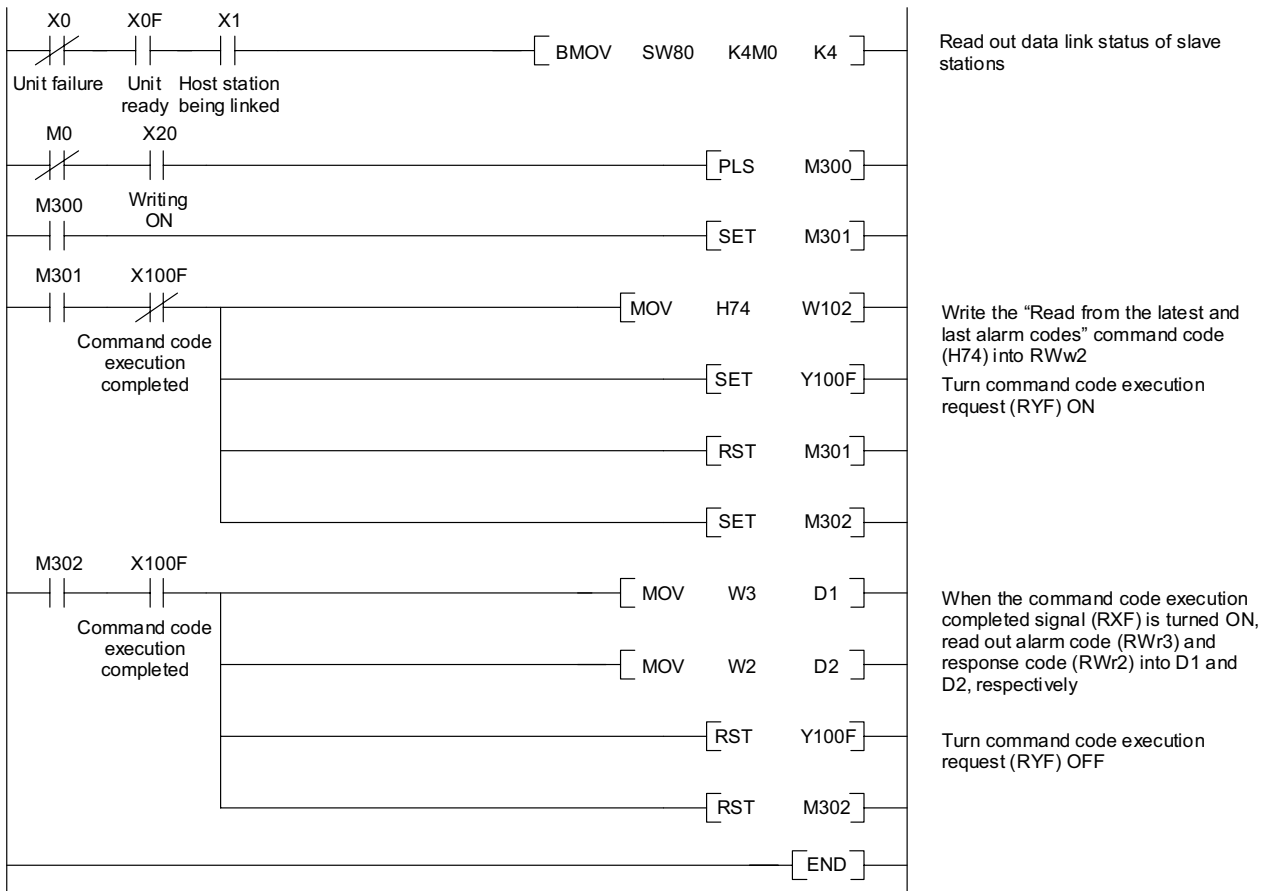 X0 X0F X1
BMOV SW80 K4M0 K4
Read out data link status of slave
stations
Unit failure Unit Host station
ready being linked
M0 X20
PLS M300
Writing
ON
M300
SET M301
M301 X100F
MOV H74 W102
Command code
execution
completed
Write the “Read from the latest and
last alarm codes” command code
(H74) into RWw2
SET Y100F
Turn command code execution
request (RYF) ON
RST M301
SET M302
M302 X100F
MOV W3 D1
Command code
execution
completed
When the command code execution
completed signal (RXF) is turned ON,
read out alarm code (RWr3) and
response code (RWr2) into D1 and
D2, respectively
MOV W2 D2
RST Y100F
Turn command code execution
request (RYF) OFF
RST M302
END